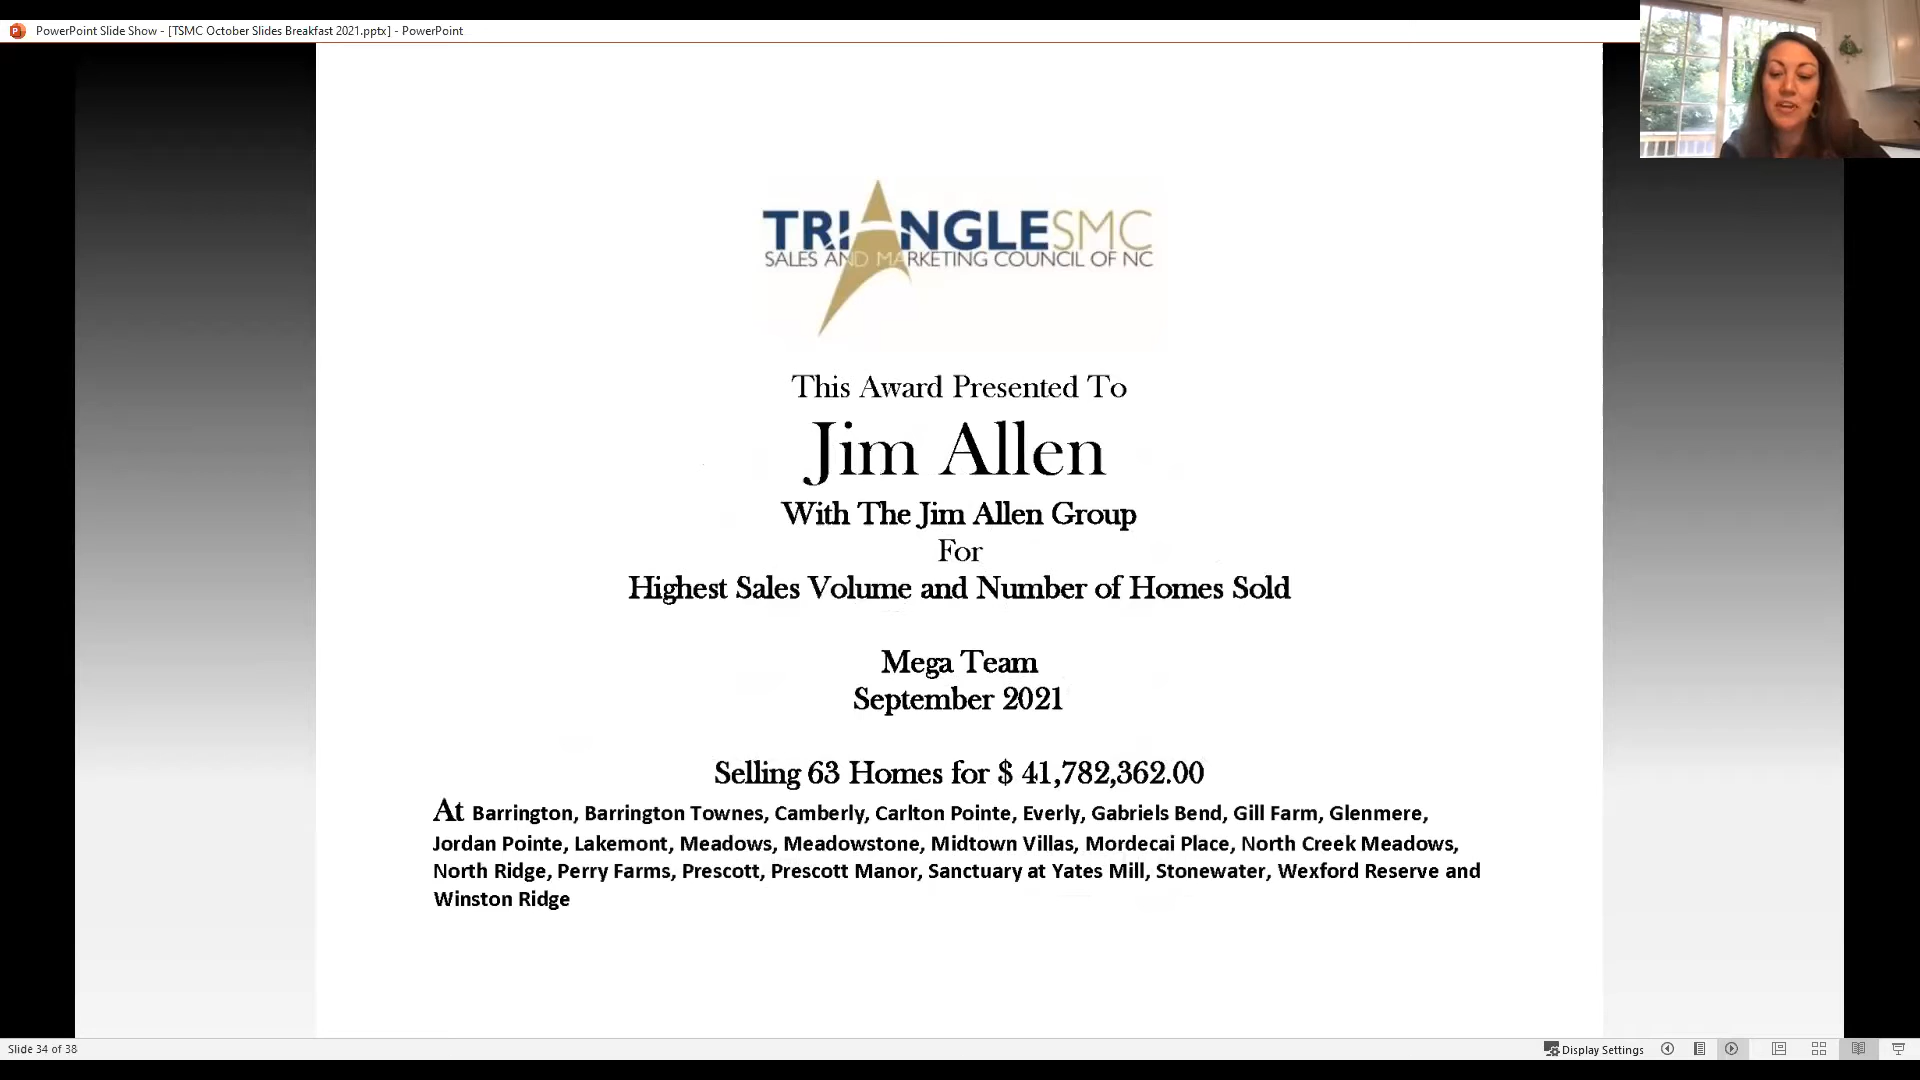 PowerPoint Slide Show - [TSMC October Slides Breakfast 2021.pptx] - PowerPoint
TRIANGLESMC
SALES AND MARKETING COUNCIL OF NC
This Award Presented To
Jim Allen
With The Jim Allen Group
For
Highest Sales Volume and Number of Homes Sold
Mega Team
September 2021
Selling 63 Homes for $ 41,782,362.00
At Barrington, Barrington Townes, Camberly, Carlton Pointe, Everly, Gabriels Bend, Gill Farm, Glenmere,
Jordan Pointe, Lakemont, Meadows, Meadowstone, Midtown Villas, Mordecai Place, North Creek Meadows,
North Ridge, Perry Farms, Prescott, Prescott Manor, Sanctuary at Yates Mill, Stonewater, Wexford Reserve and
Winston Ridge
Slide 34 of 38
Display Settings